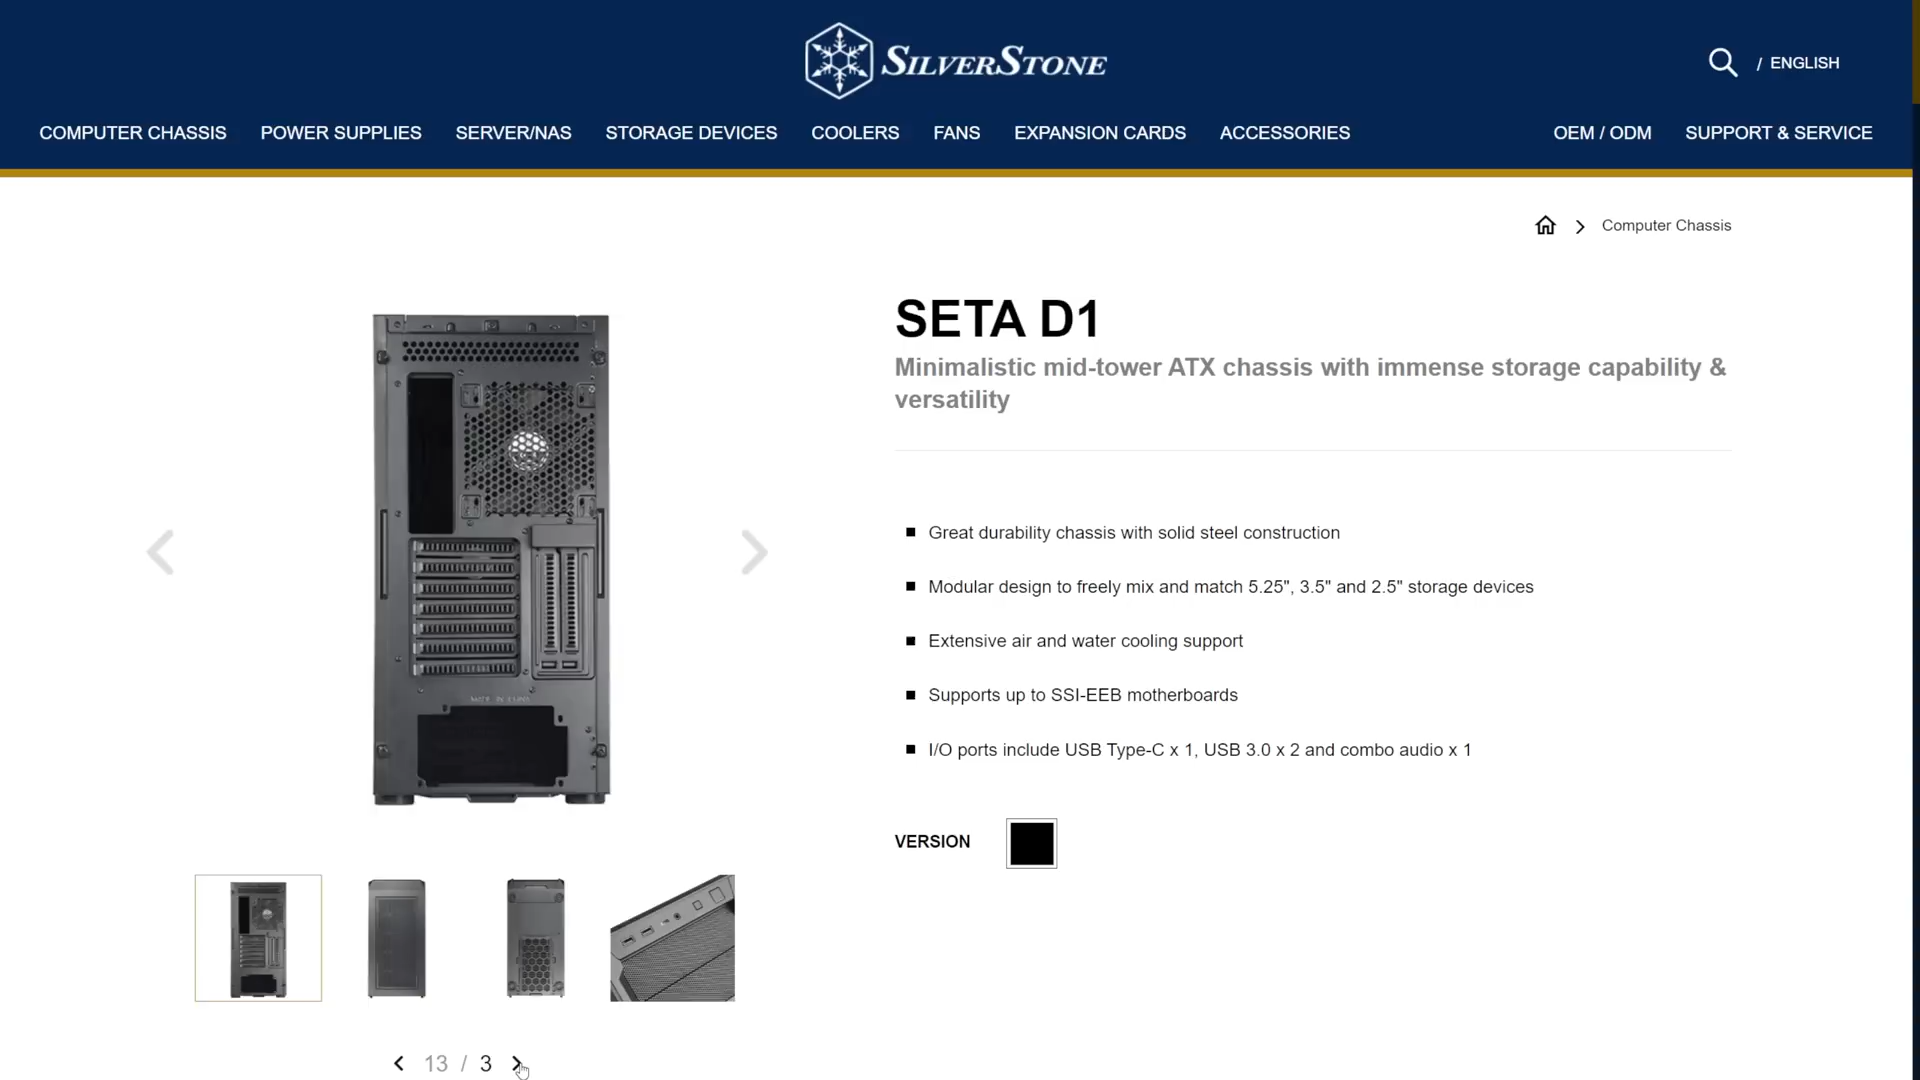 SILVERSTONE
/ ENGLISH
COMPUTER CHASSIS POWER SUPPLIES SERVER/NAS STORAGE DEVICES COOLERS FANS EXPANSION CARDS ACCESSORIES OEM / ODM SUPPORT & SERVICE
Computer Chassis
SETA D1
Minimalistic mid-tower ATX chassis with immense storage capability &
versatility
Great durability chassis with solid steel construction
Modular design to freely mix and match 5.25", 3.5" and 2.5" storage devices
Extensive air and water cooling support
Supports up to SSI-EEB motherboards
I/O ports include USB Type-C x 1, USB 3.0 x 2 and combo audio x 1
VERSION
13 / 3